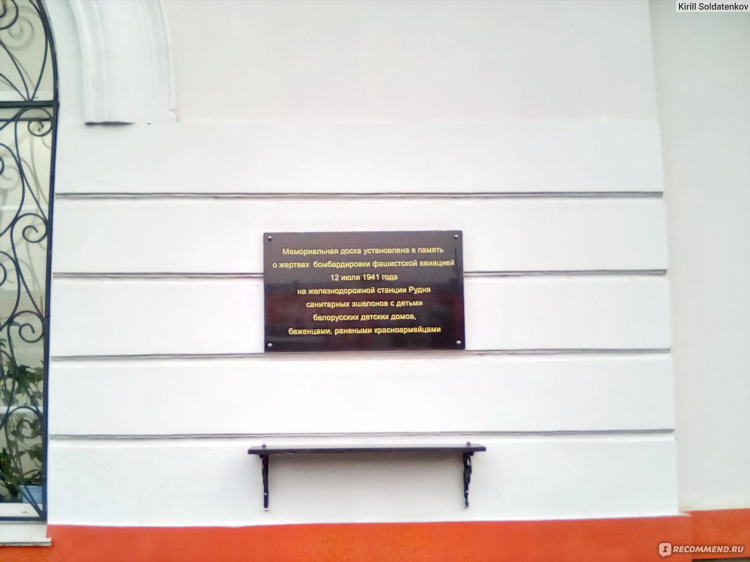 Kirill Soldatenkov
Мемориальная доска установлена в память
о жертвах бомбардировки фашистской авиацией
12 июля 1941 года
на железнодорожной станции Рудня
санитарных эшелонов с детьми
белорусских детских домов,
беженцами, ранеными красноармейцами
RECOMMEND.RU